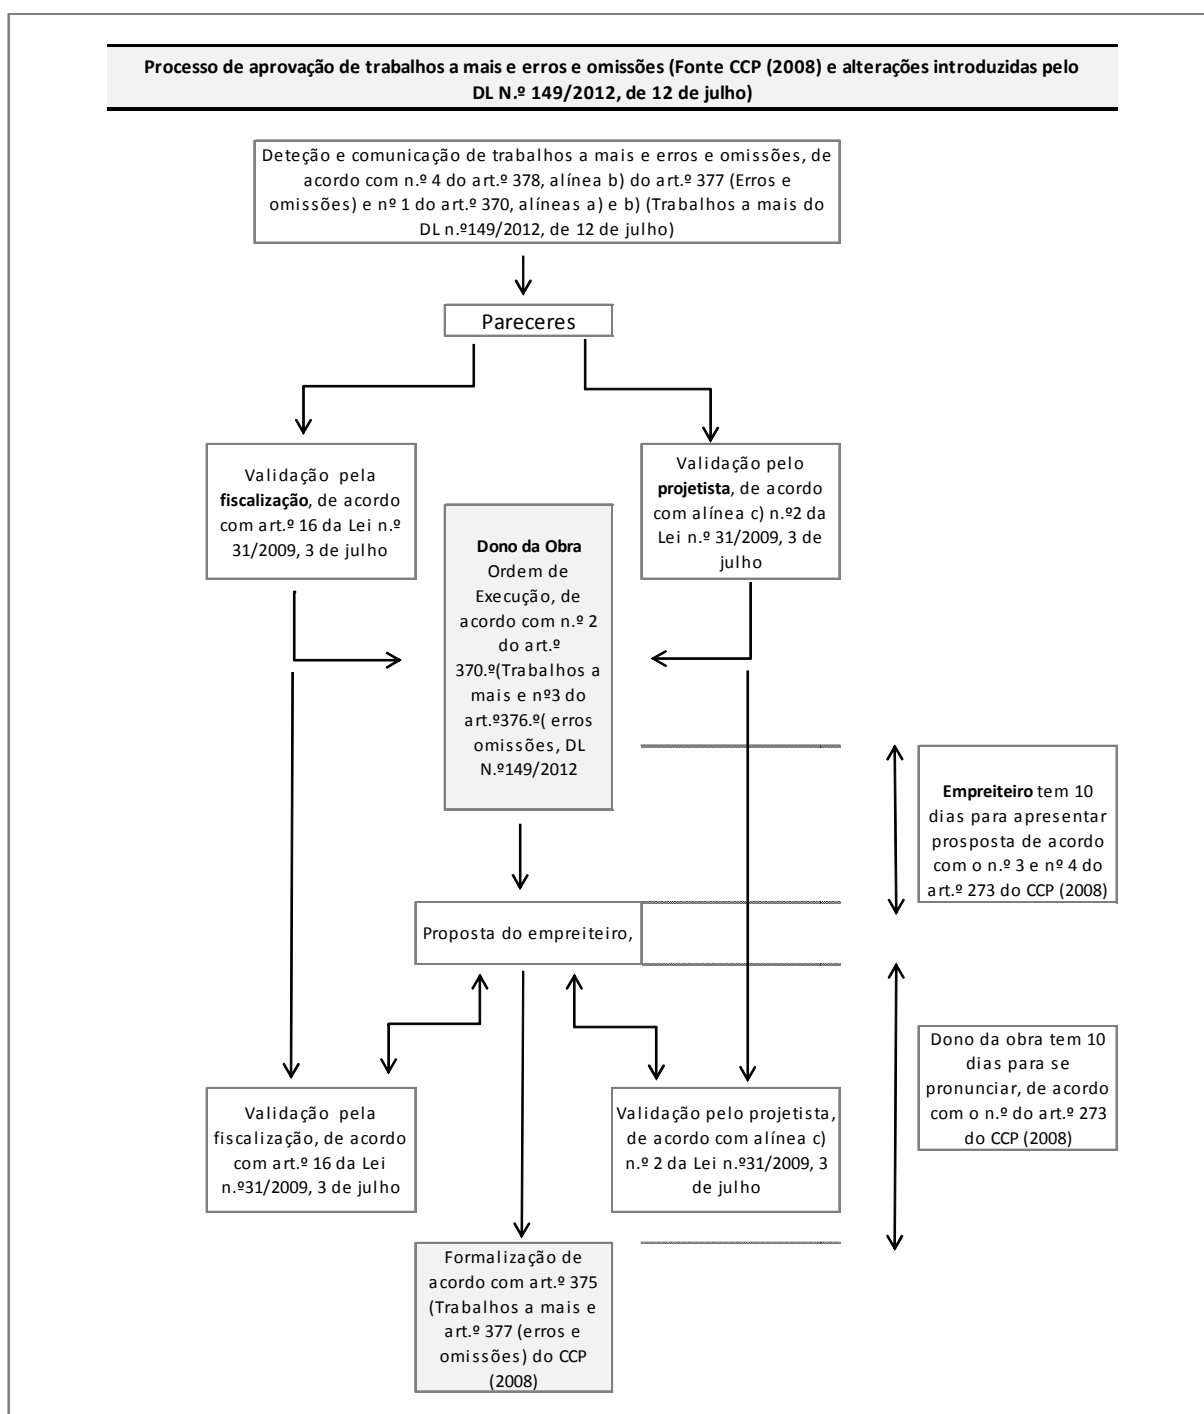 Processo de aprovação de trabalhos a mais e erros e omissões (Fonte CCP (2008) e alterações introduzidas pelo
DL N.º 149/2012, de 12 de julho)
Deteção e comunicação de trabalhos a mais e erros e omissões, de
acordo com n.º 4 do art.º 378, alínea b) do art.º 377 (Erros e
omissões) e nº 1 do art.º 370, alíneas a) e b) (Trabalhos a mais do
DL n.º149/2012, de 12 de julho)
Pareceres
Validação pela
fiscalização, de acordo
com art.º 16 da Lei n.º
31/2009, 3 de julho
Validação pelo
projetista, de acordo
com alínea c) n.º2 da
Lei n.º 31/2009, 3 de
julho
Dono da Obra
Ordem de
Execução, de
acordo com n.º 2
do art.º
370.º(Trabalhos a
mais e nº3 do
art.º376.º( erros
omissões, DL
N.º149/2012
Empreiteiro tem 10
dias para apresentar
prosposta de acordo
com o n.º 3 e nº 4 do
art.º 273 do CCP (2008)
Proposta do empreiteiro,
Dono da obra tem 10
dias para se
pronunciar, de acordo
com o n.º do art.º 273
do CCP (2008)
Validação pela
fiscalização, de acordo
com art.º 16 da Lei
n.º31/2009, 3 de julho
Validação pelo projetista,
de acordo com alínea c)
n.º 2 da Lei n.º31/2009, 3
de julho
Formalização de
acordo com art.º 375
(Trabalhos a mais e
art.º 377 (erros e
omissões) do CCP
(2008)